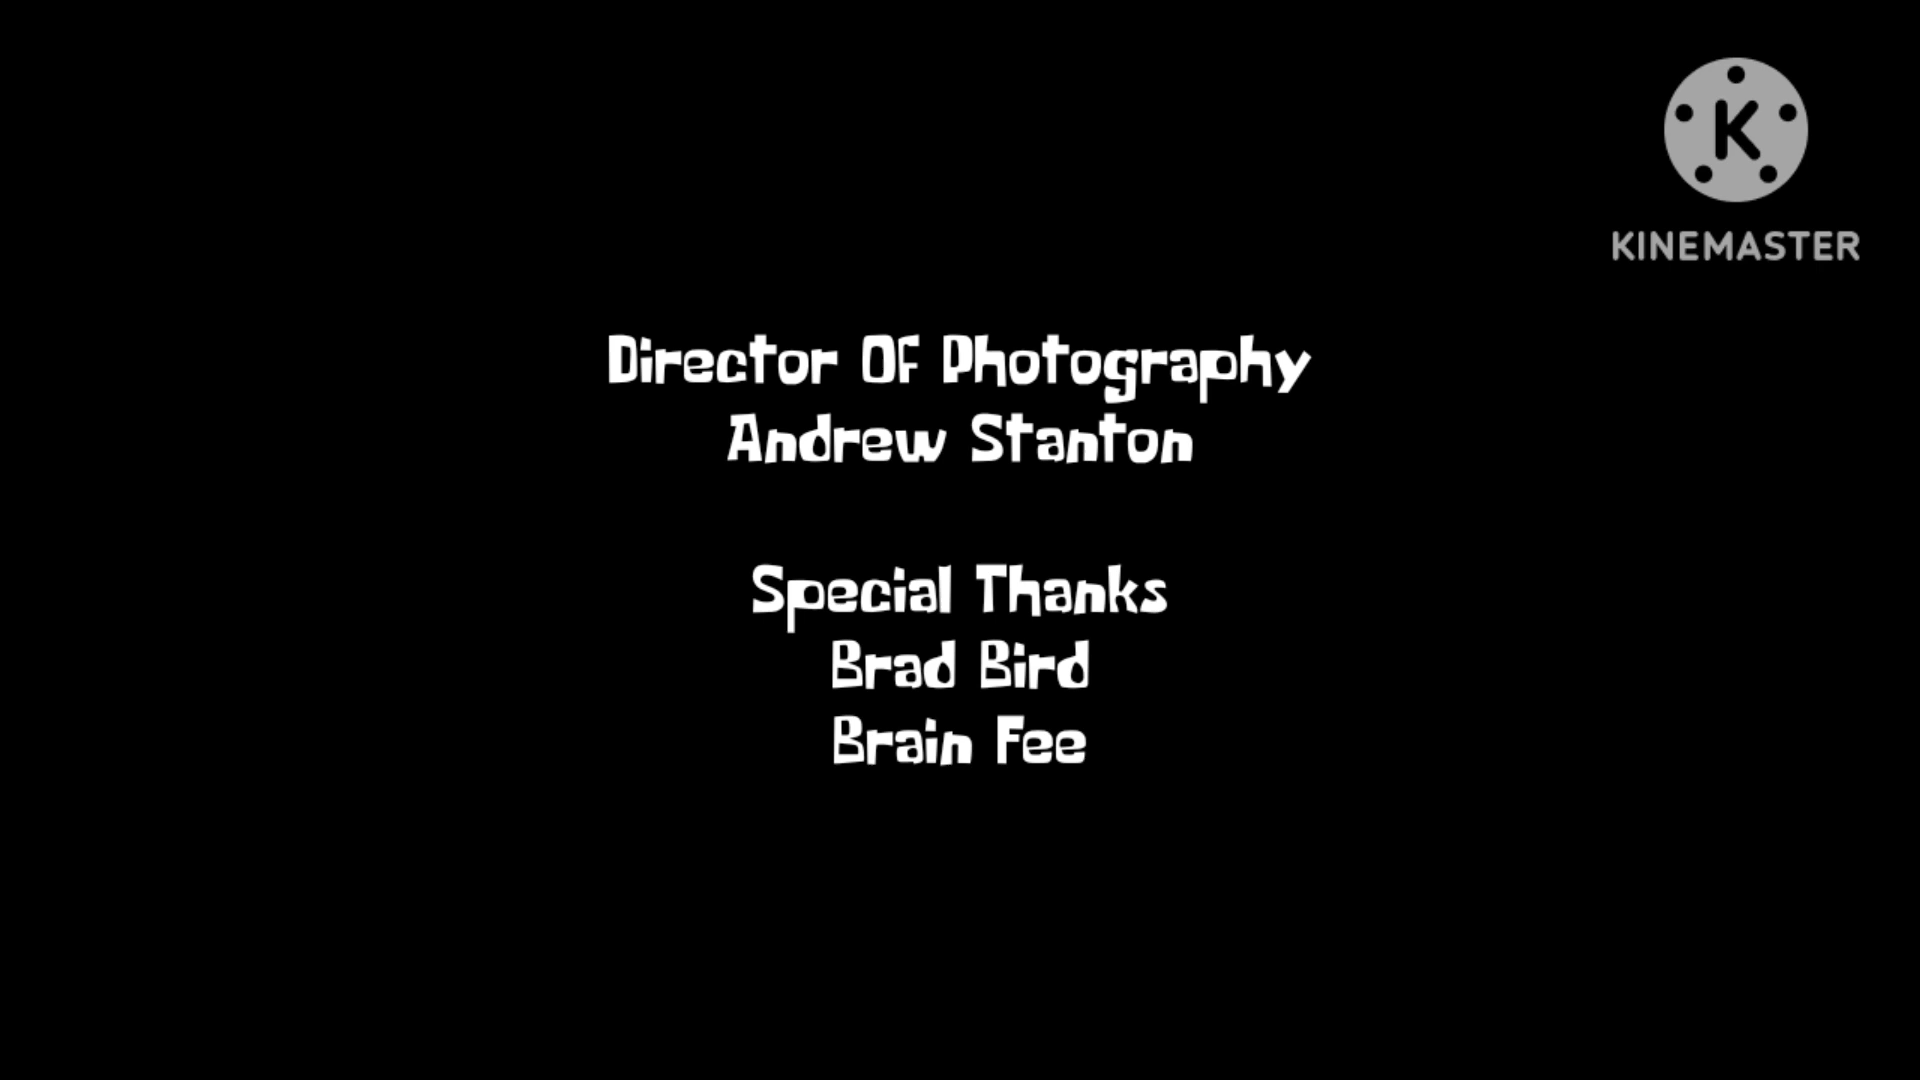 K
KINEMASTER
Director Of Photography
Andrew Stanton
Special Thanks
Brad Bird
Brain Fee